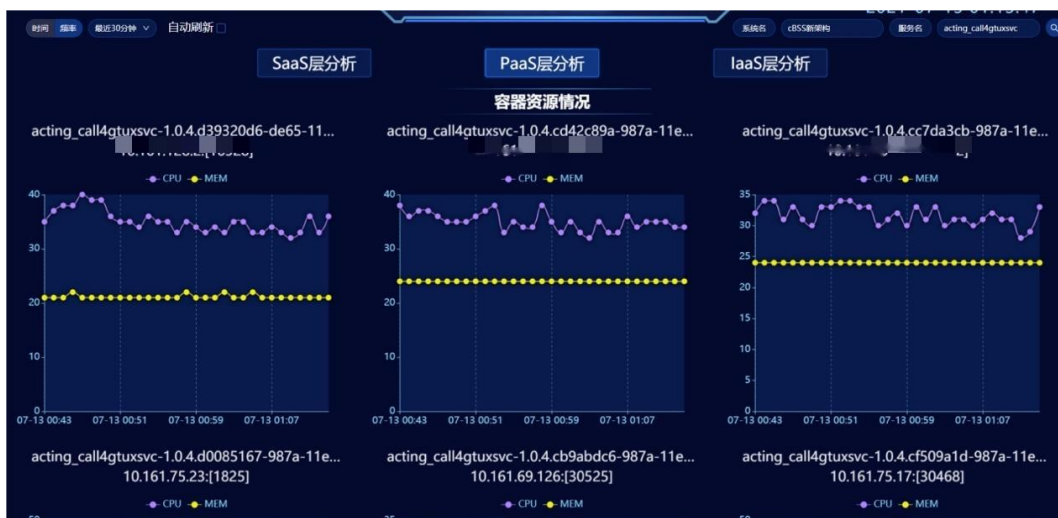 时间 频率 最近30分钟 自动刷新 系统名 cBSS新架构 服务名 acting_call4gtuxsvc
SaaS层分析 PaaS层分析 IaaS层分析
容器资源情况
acting_call4gtuxsvc-1.0.4.d39320d6-de65-11... acting_call4gtuxsvc-1.0.4.cd42c89a-987a-11e... acting_call4gtuxsvc-1.0.4.cc7da3cb-987a-11e...
CPU MEM CPU MEM CPU MEM
40 40 35
30
30 30 25
20 20 20
15
10 10 10
5
0 0 0
07-13 00:43 07-13 00:51 07-13 00:59 07-13 01:07 07-13 00:43 07-13 00:51 07-13 00:59 07-13 01:07 07-13 00:43 07-13 00:51 07-13 00:59 07-13 01:07
acting_call4gtuxsvc-1.0.4.d0085167-987a-11e... acting_call4gtuxsvc-1.0.4.cb9abdc6-987a-11e... acting_call4gtuxsvc-1.0.4.cf509a1d-987a-11e...
10.161.75.23:[1825] 10.161.69.126:[30525] 10.161.75.17:[30468]
CPU MEM CPU MEM CPU MEM